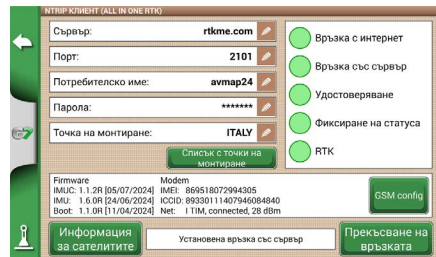 NTRIP КЛИЕНТ (ALL IN ONE RTK)
Сървър: rtkme.com
Порт: 2101
Потребителско име: avmap24
Парола: *******
Точка на монтиране: ITALY
Списък с точки на
монтиране
Връзка с интернет
Връзка със сървър
Удостоверяване
Фиксиране на статуса
RTK
Firmware
IMUC: 1.1.2R [05/07/2024]
IMU: 1.6.0R [24/06/2024]
Boot: 1.1.0R [11/04/2024]
Modem
IMEI: 869518072994305
ICCID: 89330111407946084840
Net: I TIM, connected, 28 dBm
GSM config
G7
Информация
за сателитите
Установена връзка със сървър
Прекъсване на
връзката